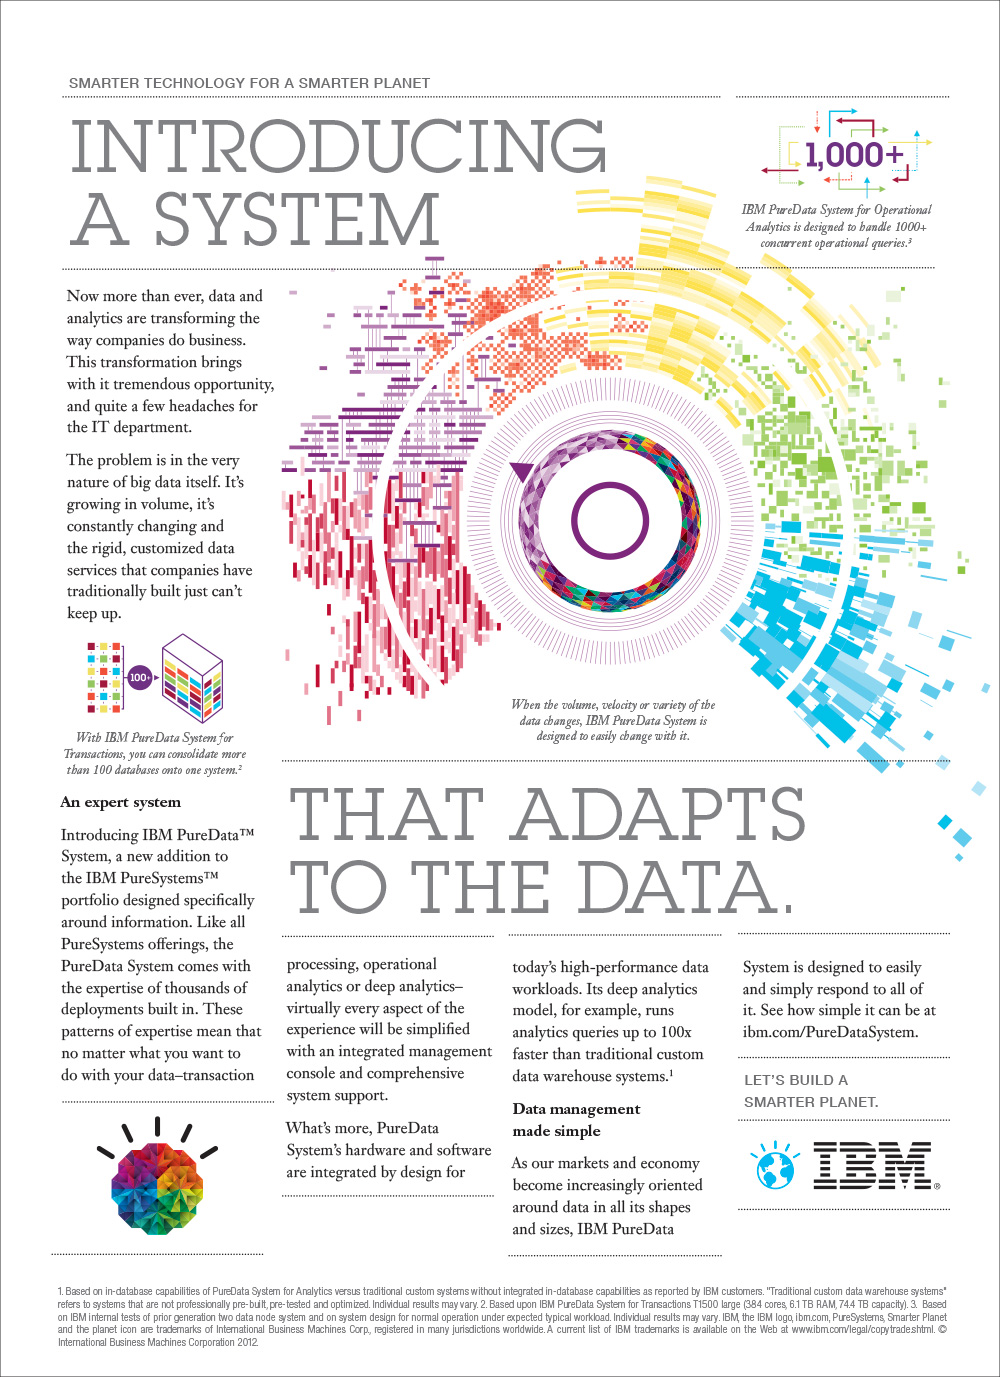 SMARTER TECHNOLOGY FOR A SMARTER PLANET
INTRODUCING
A SYSTEM
1,000+
IBM PureData System for Operational
Analytics is designed to handle 1000+
concurrent operational queries.³
Now more than ever, data and
analytics are transforming the
way companies do business.
This transformation brings
with it tremendous opportunity,
and quite a few headaches for
the IT department.
The problem is in the very
nature of big data itself. It’s
growing in volume, it’s
constantly changing and
the rigid, customized data
services that companies have
traditionally built just can’t
keep up.
100+
With IBM PureData System for
Transactions, you can consolidate more
than 100 databases onto one system.²
When the volume, velocity or variety of the
data changes, IBM PureData System is
designed to easily change with it.
THAT ADAPTS
TO THE DATA.
An expert system
Introducing IBM PureData™
System, a new addition to
the IBM PureSystems™
portfolio designed specifically
around information. Like all
PureSystems offerings, the
PureData System comes with
the expertise of thousands of
deployments built in. These
patterns of expertise mean that
no matter what you want to
do with your data–transaction
processing, operational
analytics or deep analytics–
virtually every aspect of the
experience will be simplified
with an integrated management
console and comprehensive
system support.
What’s more, PureData
System’s hardware and software
are integrated by design for
today’s high-performance data
workloads. Its deep analytics
model, for example, runs
analytics queries up to 100x
faster than traditional custom
data warehouse systems.¹
Data management
made simple
As our markets and economy
become increasingly oriented
around data in all its shapes
and sizes, IBM PureData
System is designed to easily
and simply respond to all of
it. See how simple it can be at
ibm.com/PureDataSystem.
LET’S BUILD A
SMARTER PLANET.
IBM®
1. Based on in-database capabilities of PureData System for Analytics versus traditional custom systems without integrated in-database capabilities as reported by IBM customers. "Traditional custom data warehouse systems"
refers to systems that are not professionally pre-built, pre-tested and optimized. Individual results may vary. 2. Based upon IBM PureData System for Transactions T1500 large (384 cores, 6.1 TB RAM, 74.4 TB capacity). 3. Based
on IBM internal tests of prior generation two data node system and on system design for normal operation under expected typical workload. Individual results may vary. IBM, the IBM logo, ibm.com, PureSystems, Smarter Planet
and the planet icon are trademarks of International Business Machines Corp., registered in many jurisdictions worldwide. A current list of IBM trademarks is available on the Web at www.ibm.com/legal/copytrade.shtml. ©
International Business Machines Corporation 2012.